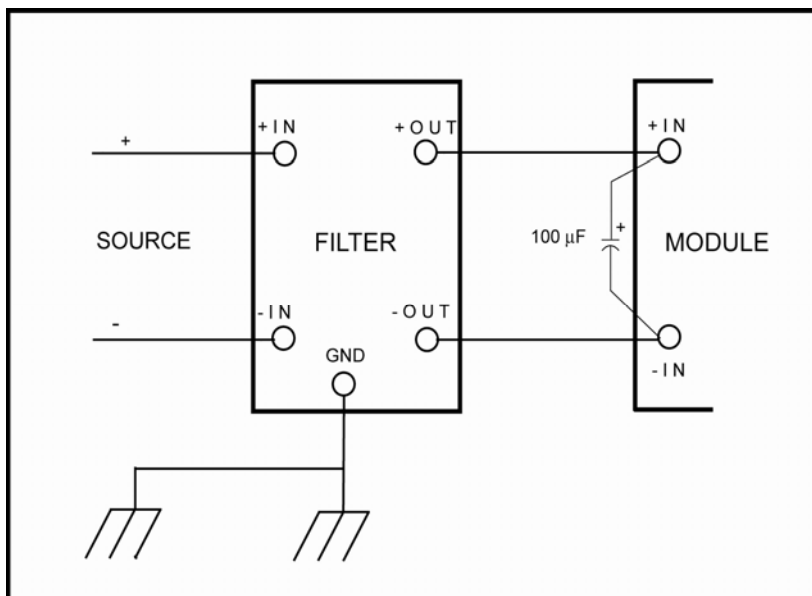 +IN
+OUT
+IN
+
SOURCE
FILTER
100 μF
+
MODULE
-
-IN
-OUT
GND
-IN